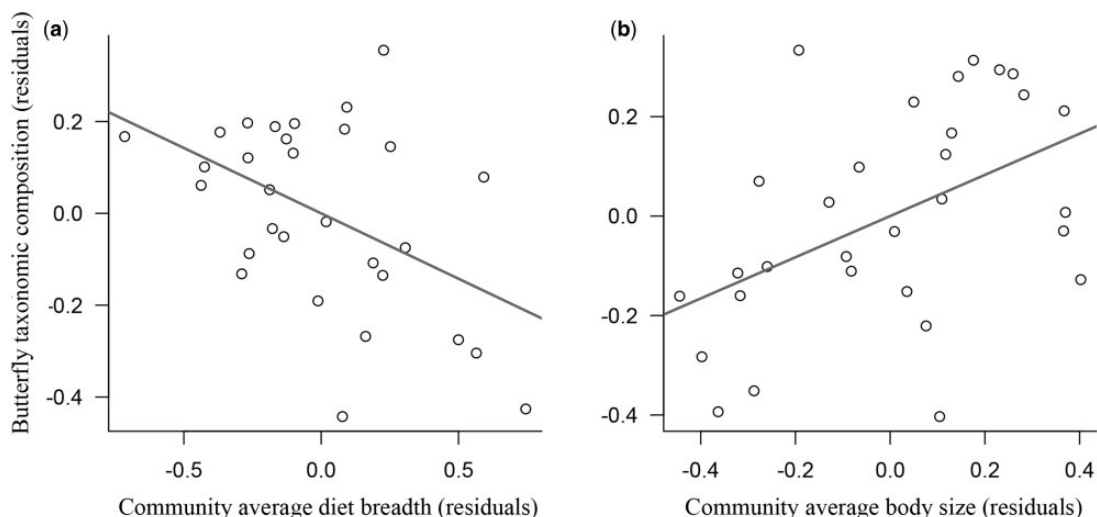 Butterfly taxonomic composition (residuals)
(a)
0.2
0.0
-0.2
-0.4
-0.5 0.0 0.5
Community average diet breadth (residuals)
(b)
0.2
0.0
-0.2
-0.4
-0.4 -0.2 0.0 0.2 0.4
Community average body size (residuals)